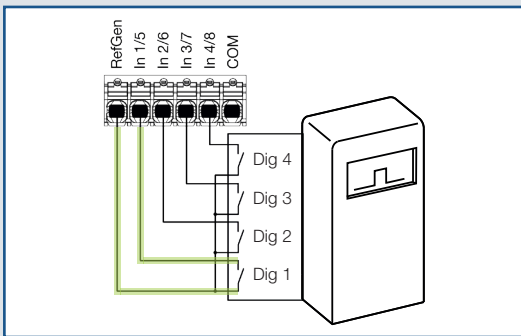 RefGen
In 1/5
In 2/6
In 3/7
In 4/8
COM
Dig 4
Dig 3
Dig 2
Dig 1